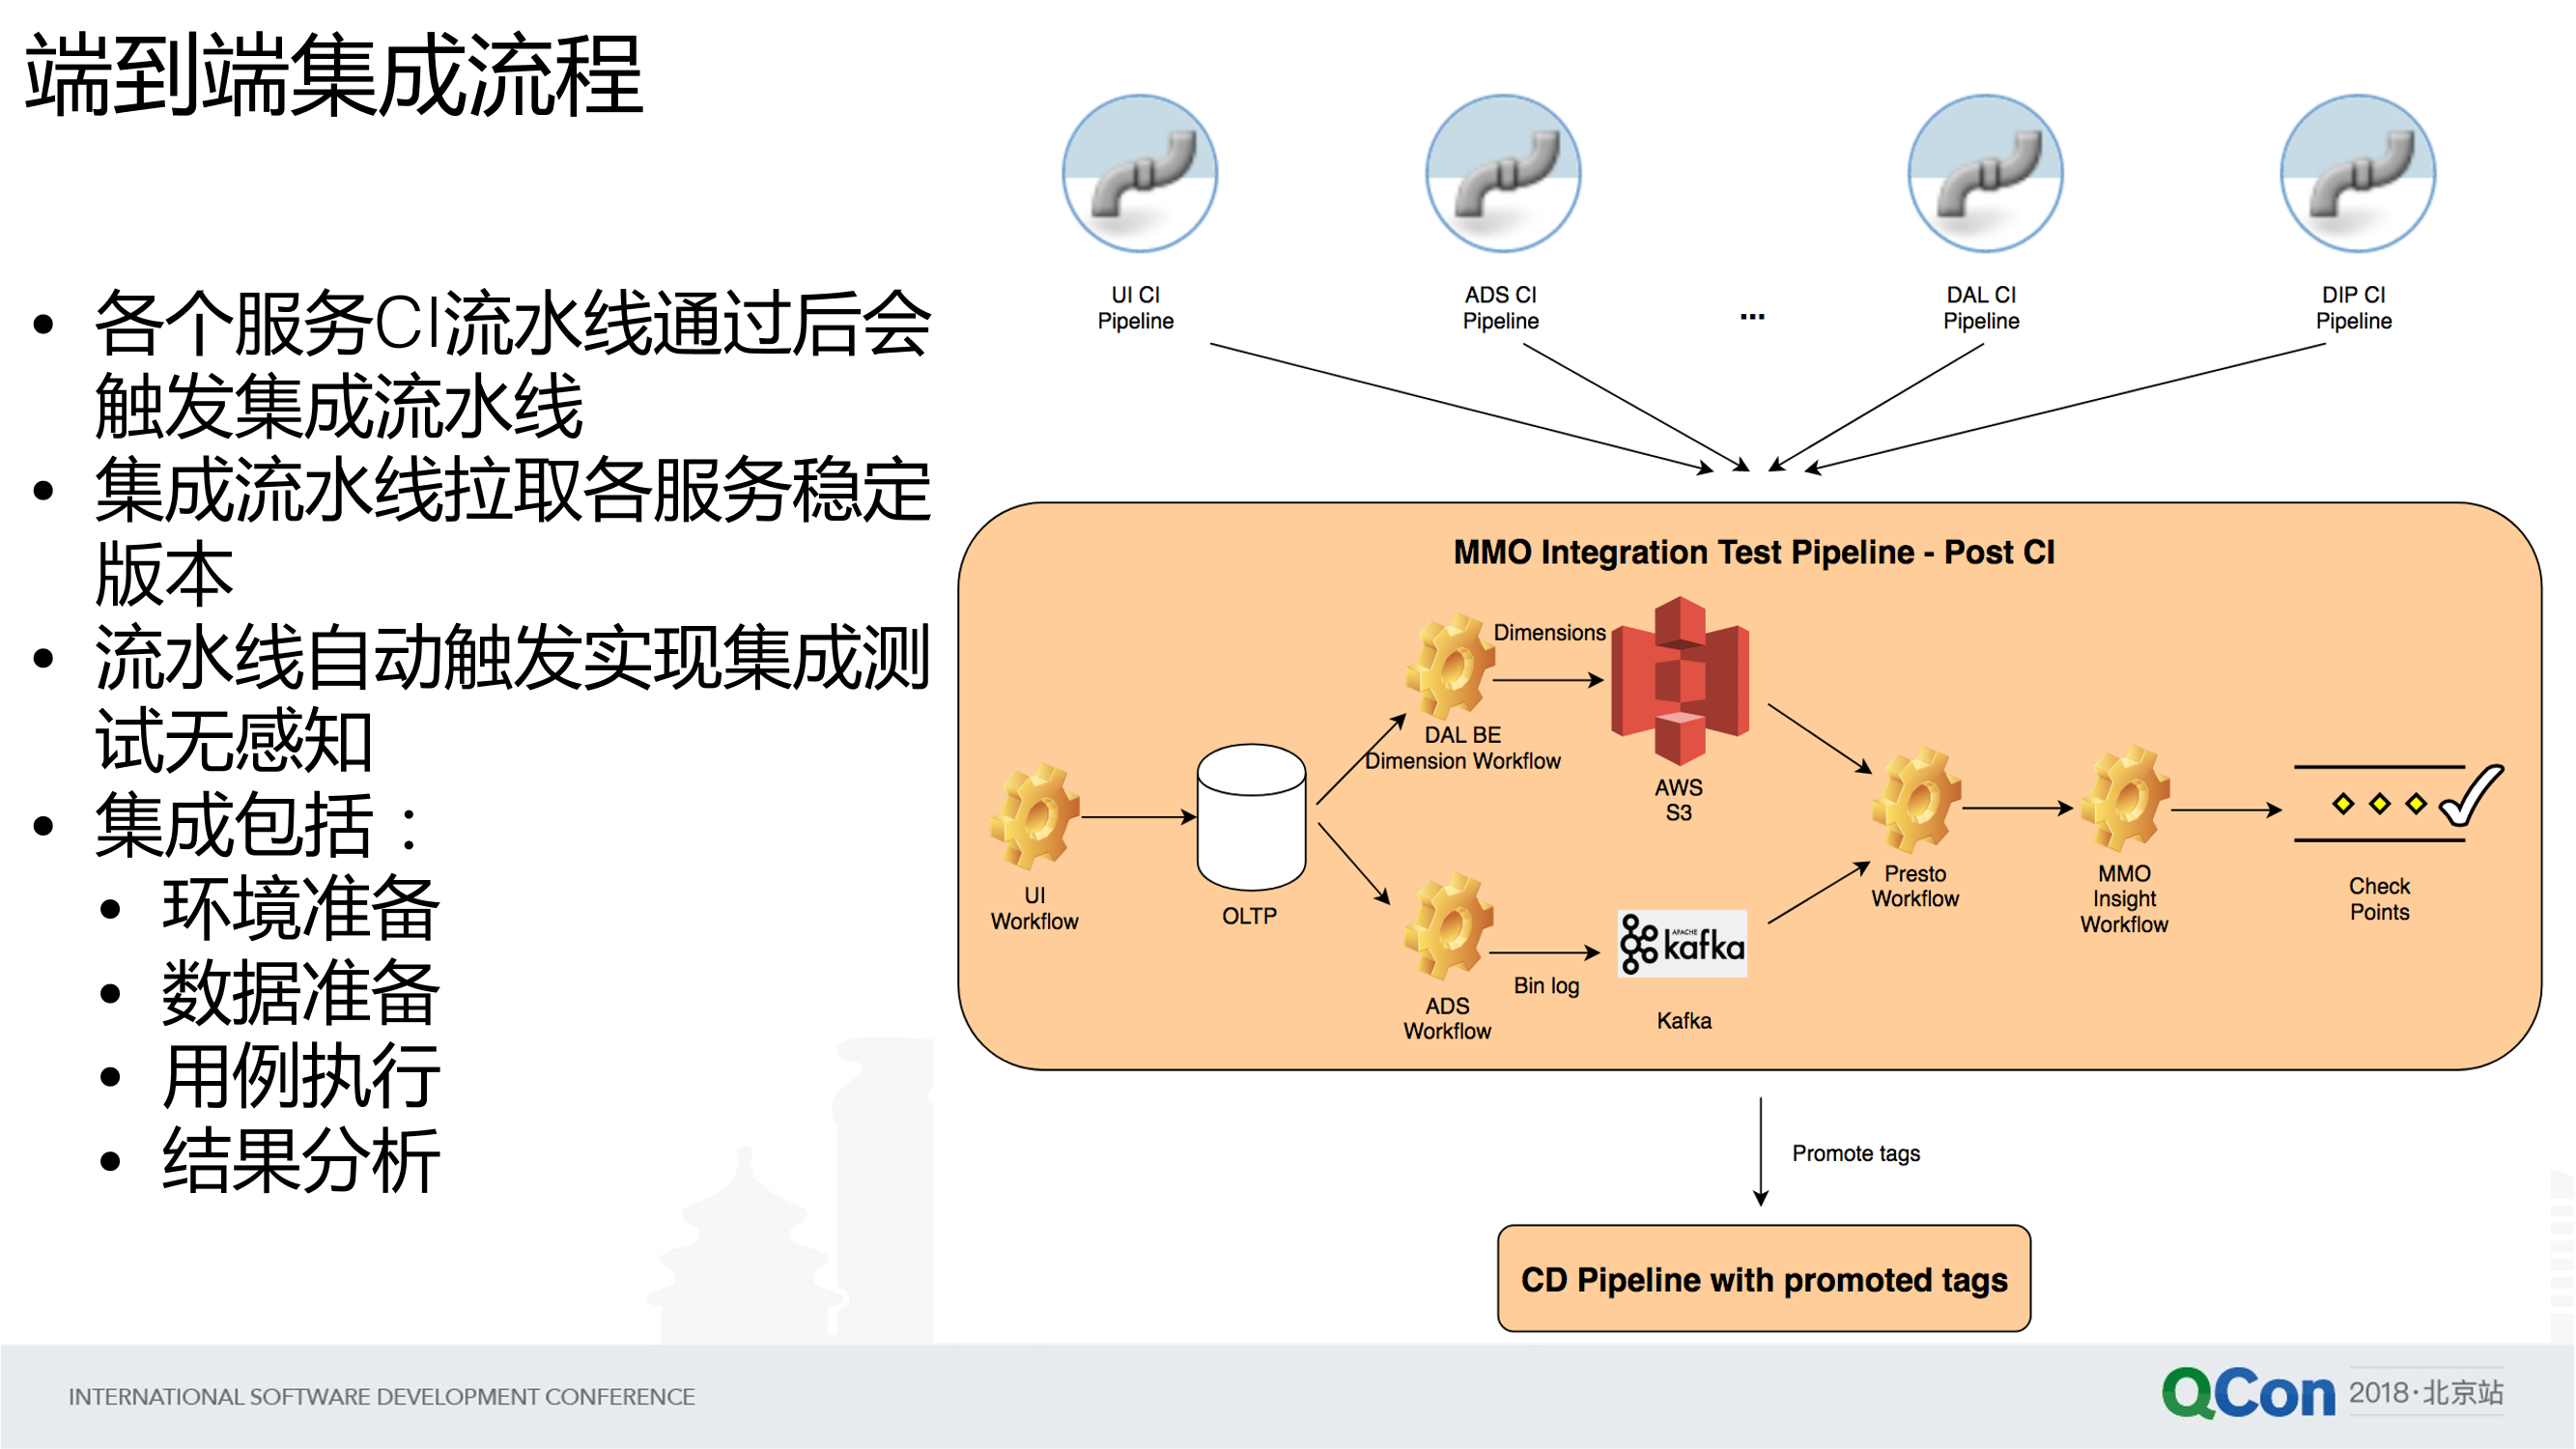 端到端集成流程
• 各个服务CI流水线通过后会
触发集成流水线
• 集成流水线拉取各服务稳定
版本
• 流水线自动触发实现集成测
试无感知
• 集成包括：
• 环境准备
• 数据准备
• 用例执行
• 结果分析
UI CI
Pipeline
ADS CI
Pipeline
...
DAL CI
Pipeline
DIP CI
Pipeline
MMO Integration Test Pipeline - Post CI
UI
Workflow
OLTP
DAL BE
Dimension Workflow
Dimensions
AWS
S3
ADS
Workflow
Bin log
APACHE
kafka
Kafka
Presto
Workflow
MMO
Insight
Workflow
Check
Points
Promote tags
CD Pipeline with promoted tags
INTERNATIONAL SOFTWARE DEVELOPMENT CONFERENCE
QCon 2018·北京站